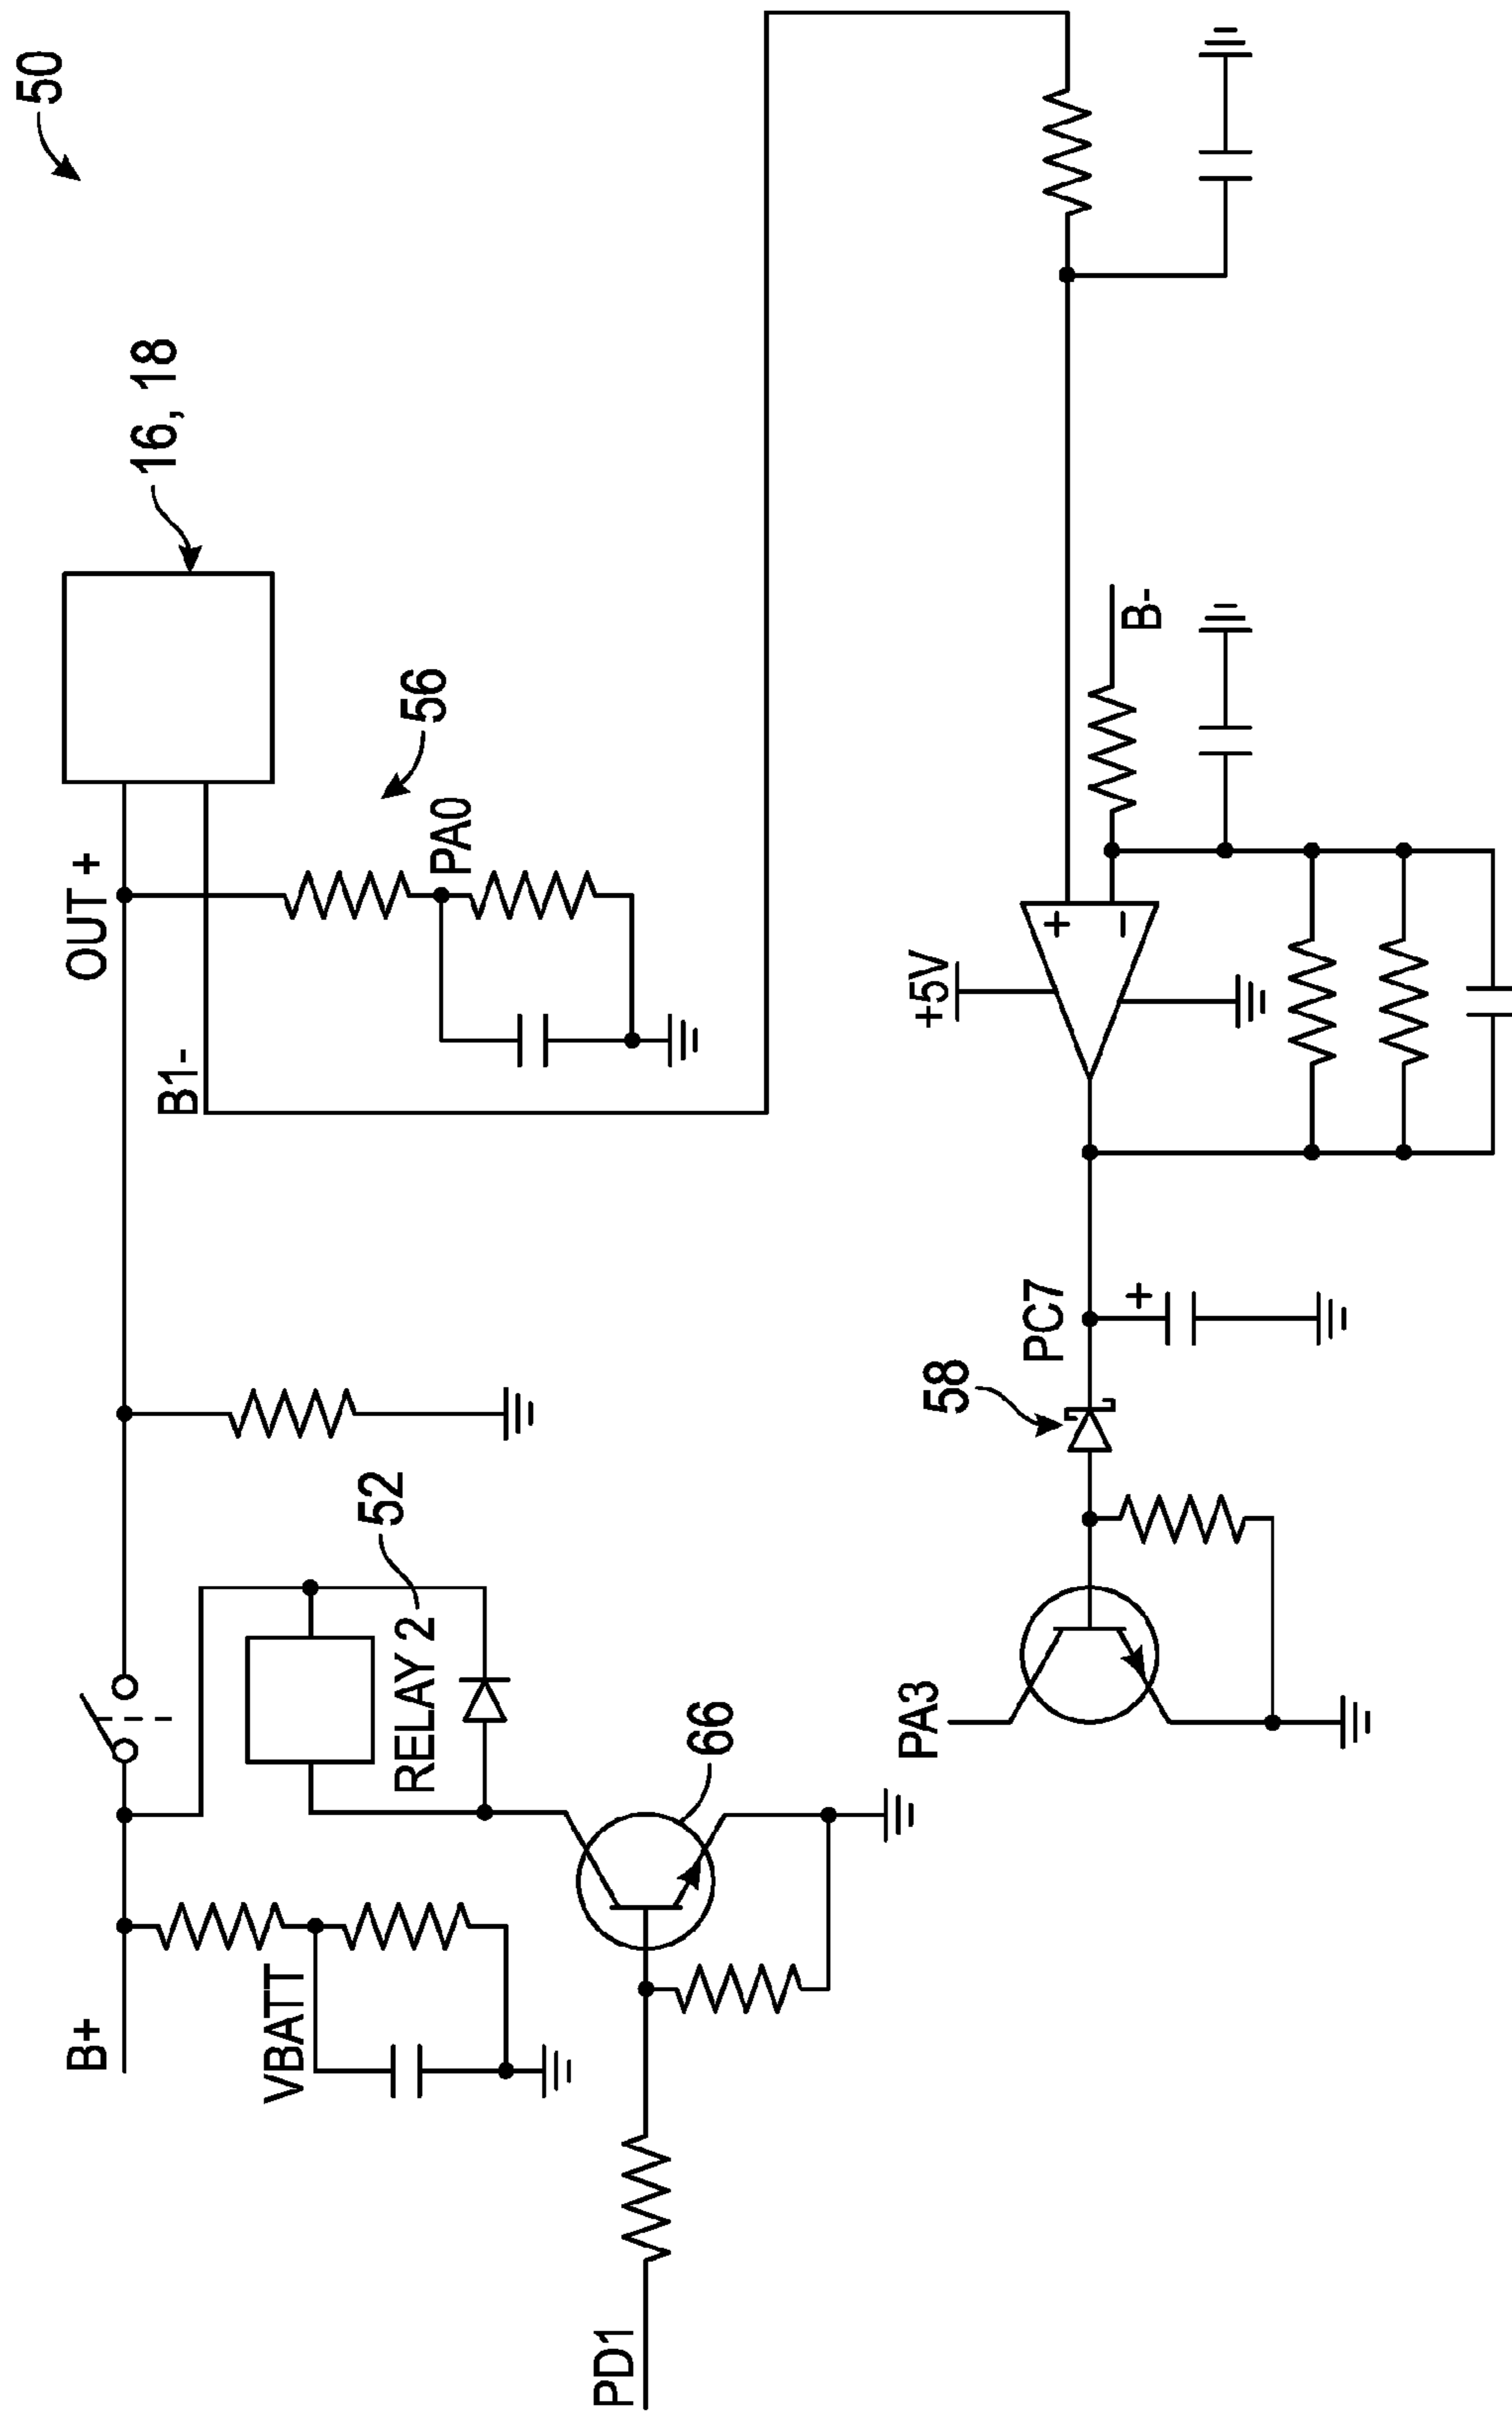 50
16, 18
OUT +
B1-
56
PA0
52
RELAY 2
B+
VBATT
66
PD1
+5V
+
−
B-
PC7
+
58
PA3